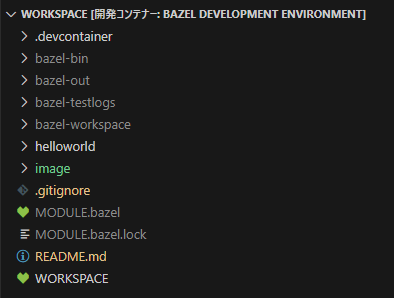 WORKSPACE [開発コンテナー: BAZEL DEVELOPMENT ENVIRONMENT]
.devcontainer
bazel-bin
bazel-out
bazel-testlogs
bazel-workspace
helloworld
image
.gitignore
MODULE.bazel
MODULE.bazel.lock
README.md
WORKSPACE